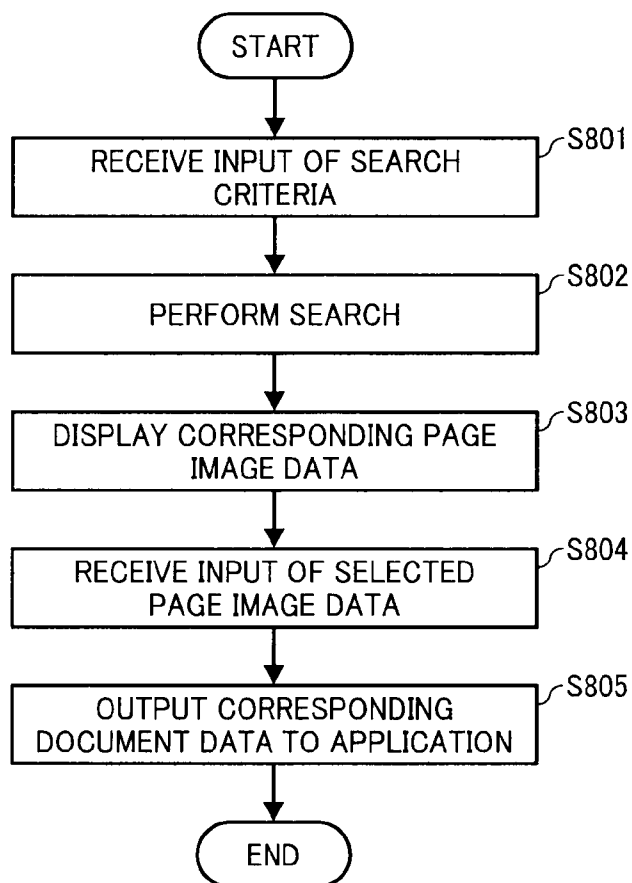 START
S801
RECEIVE INPUT OF SEARCH
CRITERIA
S802
PERFORM SEARCH
S803
DISPLAY CORRESPONDING PAGE
IMAGE DATA
S804
RECEIVE INPUT OF SELECTED
PAGE IMAGE DATA
S805
OUTPUT CORRESPONDING
DOCUMENT DATA TO APPLICATION
END